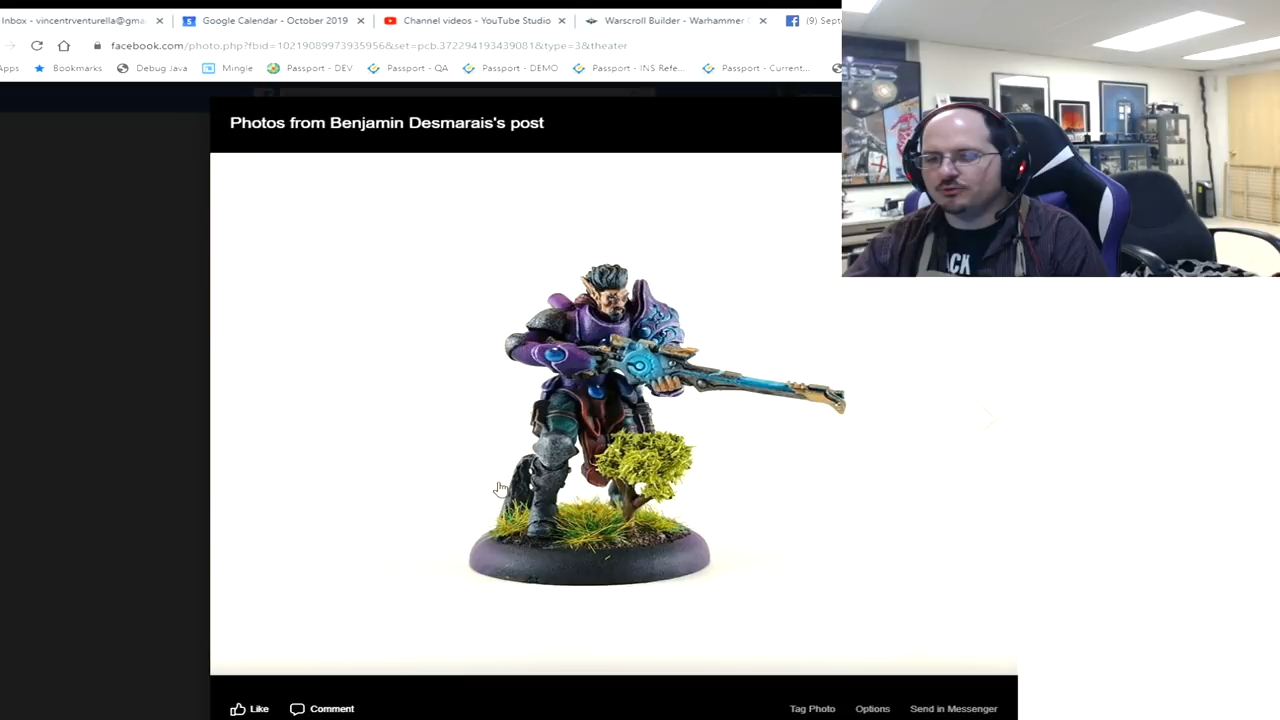 Inbox - vincentrventurella@gma
Google Calendar - October 2019
Channel videos - YouTube Studio
Warscroll Builder - Warhammer
(9) Sept
facebook.com/photo.php?fbid=10219089973935956&set=pcb.372294193439081&type=3&theater
Apps
Bookmarks
Debug Java
Mingle
Passport - DEV
Passport - QA
Passport - DEMO
Passport - INS Refe...
Passport - Current...
Photos from Benjamin Desmarais's post
ACK
Like
Comment
Tag Photo
Options
Send in Messenger